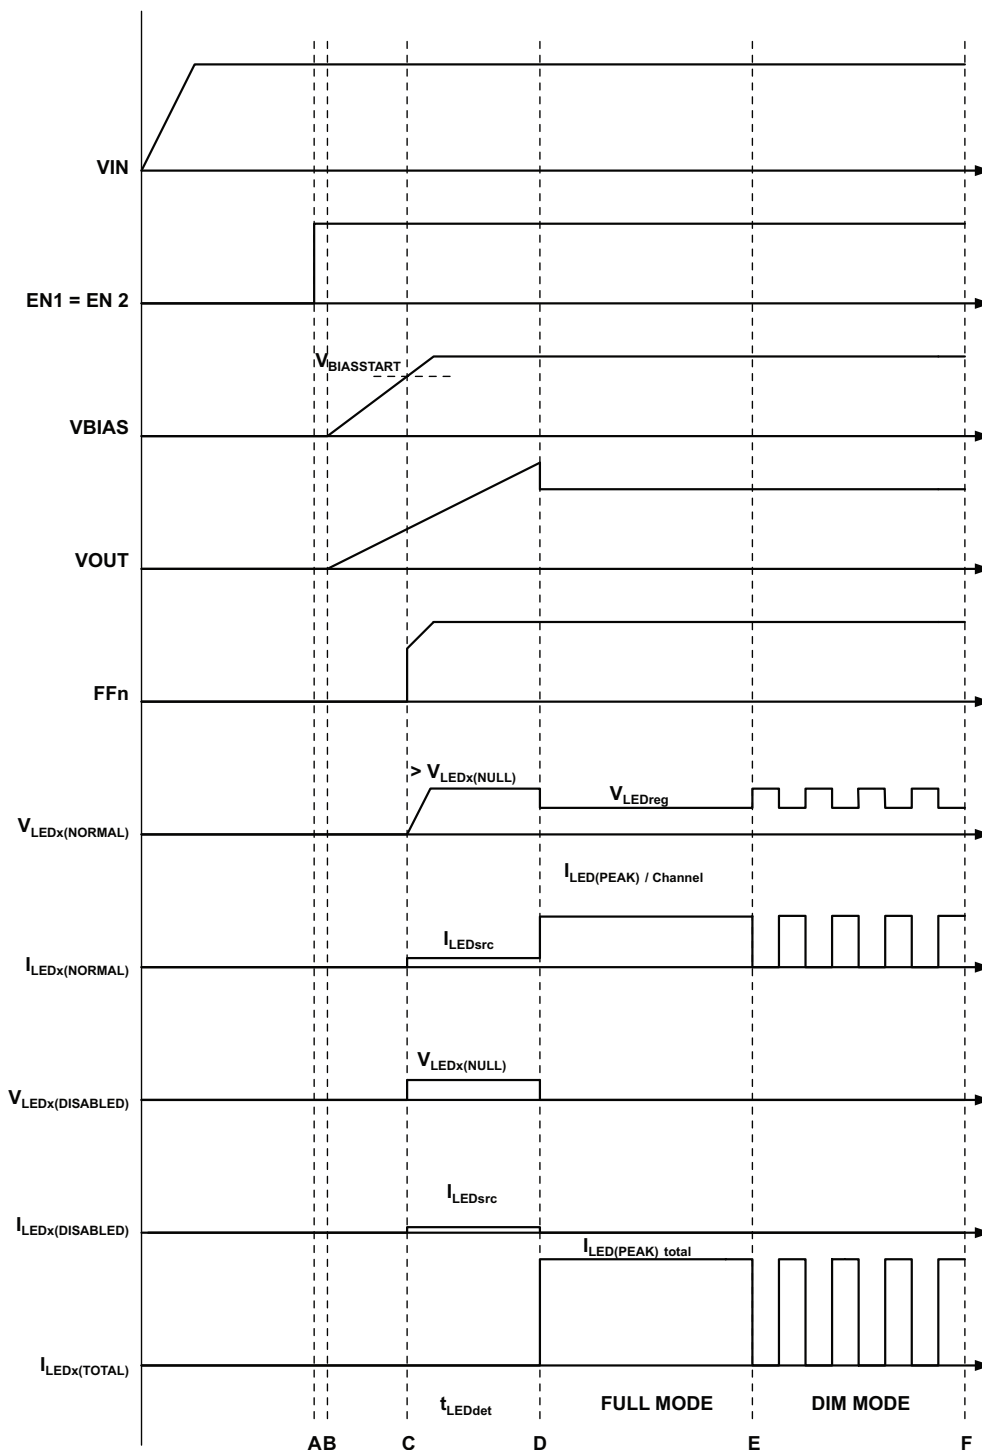 VIN
EN1 = EN 2
VBIASSTART
VBIAS
VOUT
FFn
> VLEDx(NULL)
VLEDreg
VLEDx(NORMAL)
ILED(PEAK) / Channel
ILEDsrc
ILEDx(NORMAL)
VLEDx(NULL)
VLEDx(DISABLED)
ILEDsrc
ILEDx(DISABLED)
ILED(PEAK) total
ILEDx(TOTAL)
tLEDdet FULL MODE DIM MODE
A B C D E F